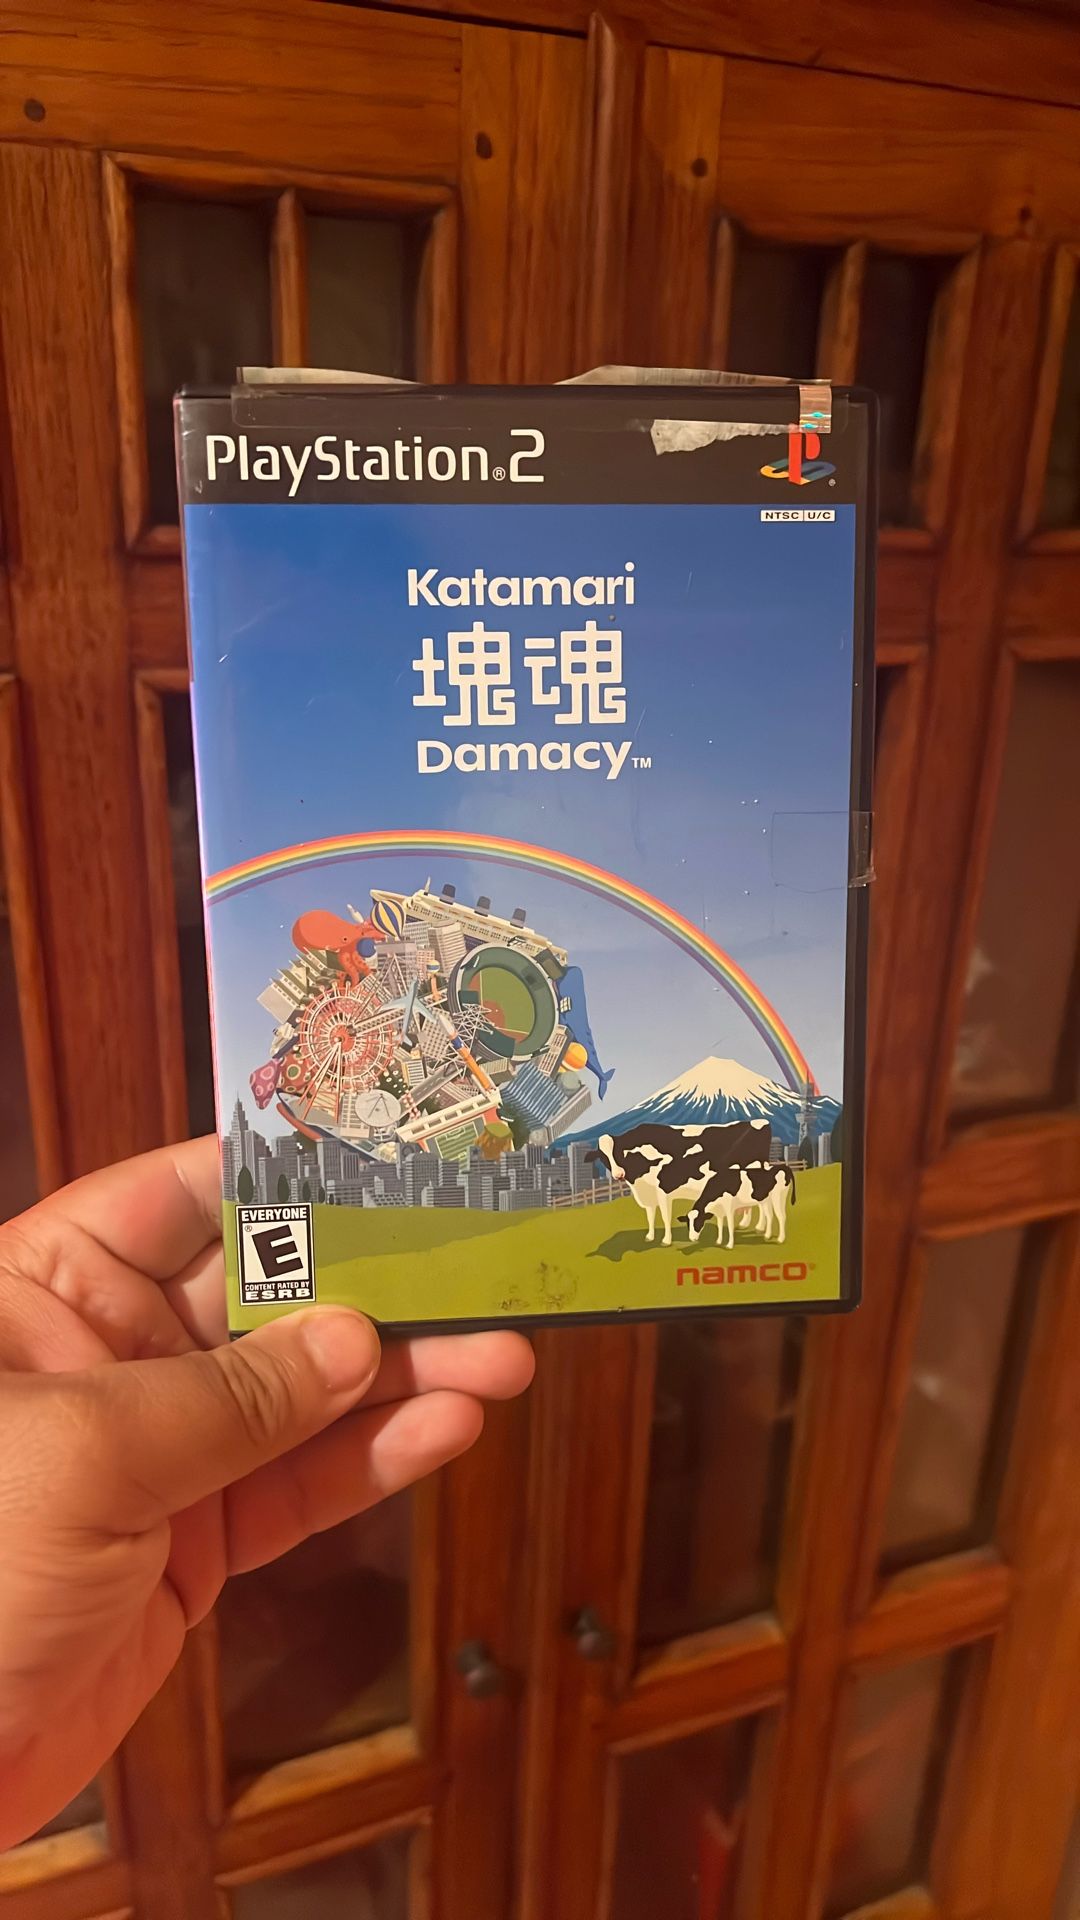 PlayStation®2
NTSC U/C
Katamari
塊魂
Damacy™
EVERYONE
E
®
CONTENT RATED BY
ESRB
namco®